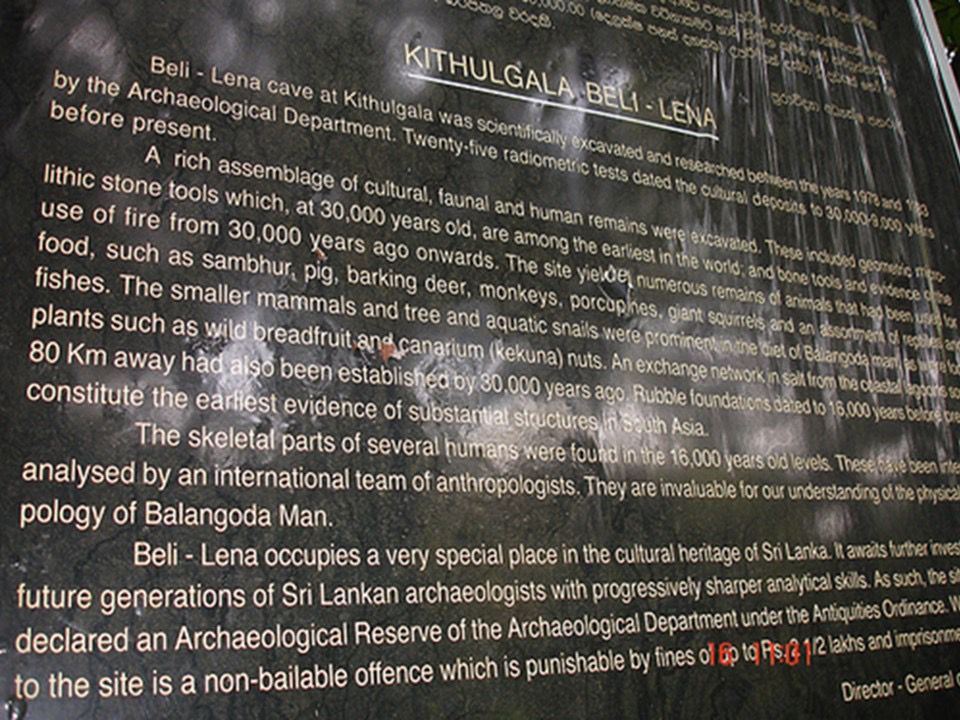 KITHULGALA BELI - LENA
Beli - Lena cave at Kithulgala was scientifically excavated and researched between the years 1978 and
by the Archaeological Department. Twenty-five radiometric tests dated the cultural deposits to 30,000-9,000 years
before present.
A rich assemblage of cultural, faunal and human remains were excavated. These included geometric micro-
lithic stone tools which, at 30,000 years old, are among the earliest in the world; and bone tools and evidence of the
use of fire from 30,000 years ago onwards. The site yielded numerous remains of animals that had been used for
food, such as sambhur, pig, barking deer, monkeys, porcupines, giant squirrels and an assortment of reptiles and
fishes. The smaller mammals and tree and aquatic snails were prominent in the diet of Balangoda man, as were
plants such as wild breadfruit and canarium (kekuna) nuts. An exchange network in salt from the coastal lagoons
80 Km away had also been established by 30,000 years ago. Rubble foundations dated to 16,000 years before
constitute the earliest evidence of substantial structures in South Asia.
The skeletal parts of several humans were found in the 16,000 years old levels. These have been
analysed by an international team of anthropologists. They are invaluable for our understanding of the physical
pology of Balangoda Man.
Beli - Lena occupies a very special place in the cultural heritage of Sri Lanka. It awaits further inves
future generations of Sri Lankan archaeologists with progressively sharper analytical skills. As such, the sit
declared an Archaeological Reserve of the Archaeological Department under the Antiquities Ordinance. W
to the site is a non-bailable offence which is punishable by fines of up to Rs. 1/2 lakhs and imprisonme
Director - General o